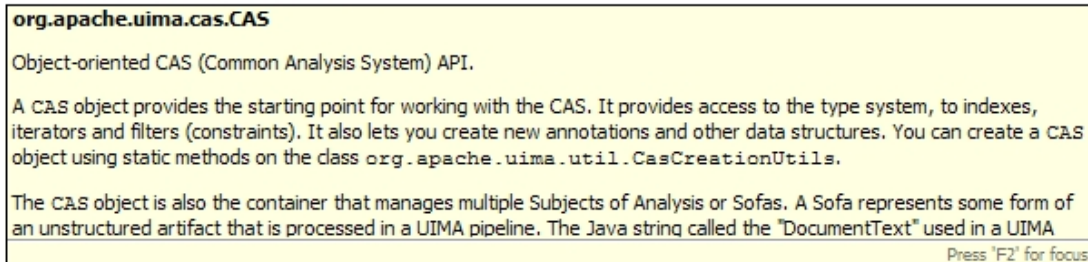 org.apache.uima.cas.CAS
Object-oriented CAS (Common Analysis System) API.
A CAS object provides the starting point for working with the CAS. It provides access to the type system, to indexes,
iterators and filters (constraints). It also lets you create new annotations and other data structures. You can create a CAS
object using static methods on the class org.apache.uima.util.CasCreationUtils.
The CAS object is also the container that manages multiple Subjects of Analysis or Sofas. A Sofa represents some form of
an unstructured artifact that is processed in a UIMA pipeline. The Java string called the "DocumentText" used in a UIMA
Press 'F2' for focus